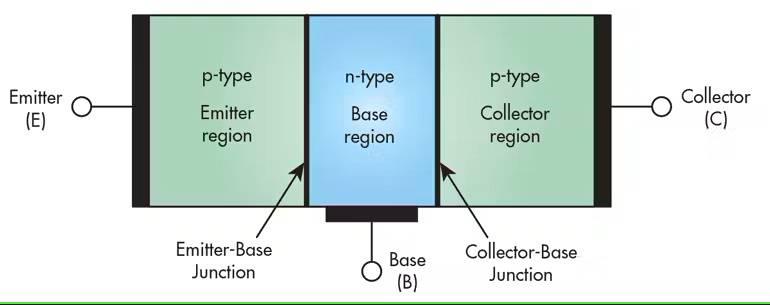 Emitter
(E)
p-type
Emitter
region
n-type
Base
region
p-type
Collector
region
Collector
(C)
Emitter-Base
Junction
Base
(B)
Collector-Base
Junction